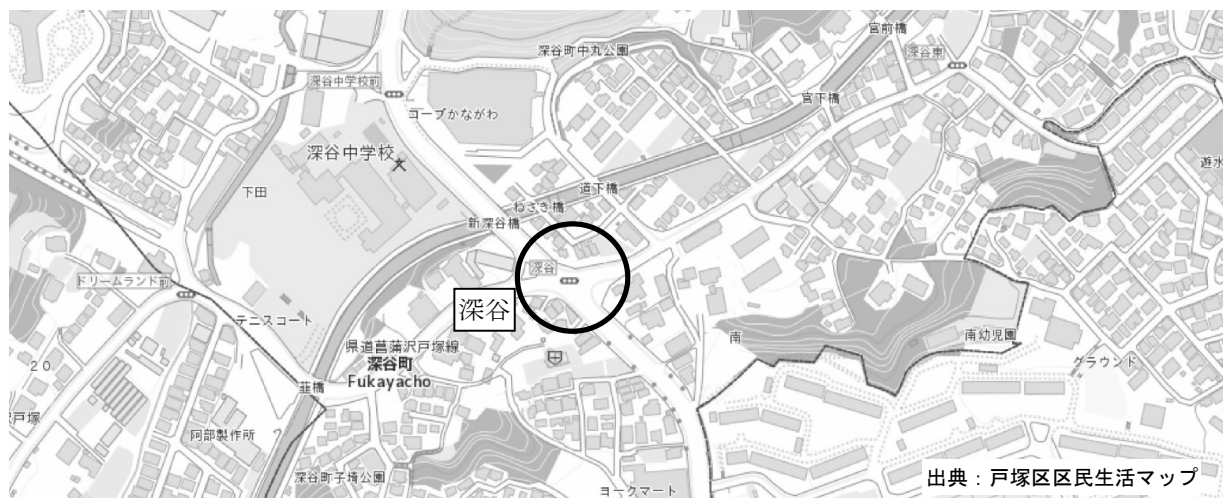 宮前橋
深谷東
深谷町中丸公園
深谷中学校前
コープかながわ
宮下橋
深谷中学校
下田
道下橋
ねさき橋
新深谷橋
遊水
深谷
ドリームランド前
深谷
テニスコート
南
南幼児園
県道菖蒲沢戸塚線
深谷町
Fukayacho
グラウンド
20
韮橋
戸塚
阿部製作所
深谷町子埼公園
ヨークマート
出典：戸塚区区民生活マップ